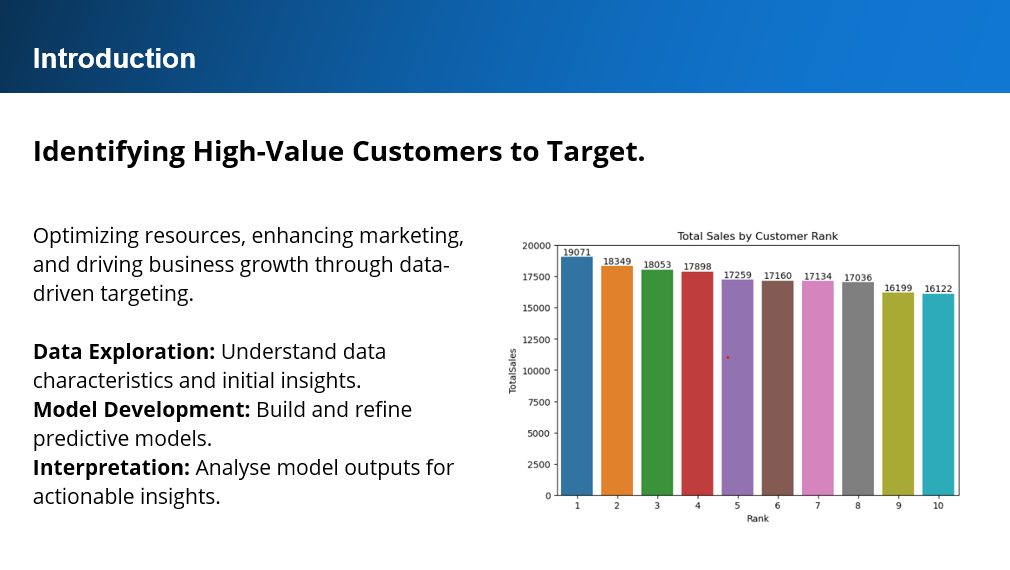 Introduction
Identifying High-Value Customers to Target.
Optimizing resources, enhancing marketing,
and driving business growth through data-
driven targeting.
Data Exploration: Understand data
characteristics and initial insights.
Model Development: Build and refine
predictive models.
Interpretation: Analyse model outputs for
actionable insights.
Total Sales by Customer Rank
TotalSales
20000
17500
15000
12500
10000
7500
5000
2500
0
19071 18349 18053 17898 17259 17160 17134 17036 16199 16122
1 2 3 4 5 6 7 8 9 10
Rank